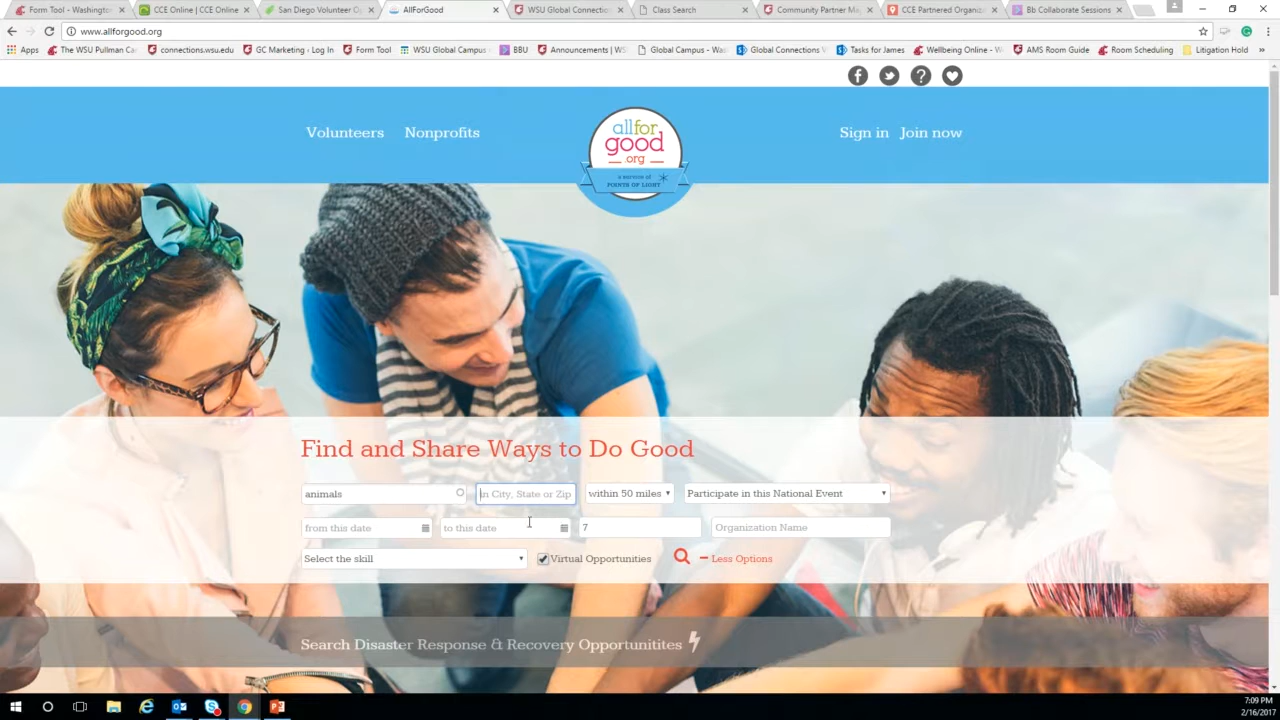 Form Tool - Washingto
CCE Online | CCE Online
San Diego Volunteer Op
AllForGood
WSU Global Connection
Class Search
Community Partner Me
CCE Partnered Organiz
Bb Collaborate Sessions
www.allforgood.org
Apps
The WSU Pullman Cam
connections.wsu.edu
GC Marketing ‹ Log In
Form Tool
WSU Global Campus
BBU
Announcements | WS
Global Campus - Was
Global Connections V
Tasks for James
Wellbeing Online - W
AMS Room Guide
Room Scheduling
Litigation Hold
»
Volunteers
Nonprofits
allfor
good
.org
a service of
POINTS OF LIGHT
Sign in
Join now
Find and Share Ways to Do Good
animals
in City, State or Zip
within 50 miles
Participate in this National Event
from this date
to this date
7
Organization Name
Select the skill
Virtual Opportunities
Less Options
Search Disaster Response & Recovery Opportunitites
7:09 PM
2/16/2017